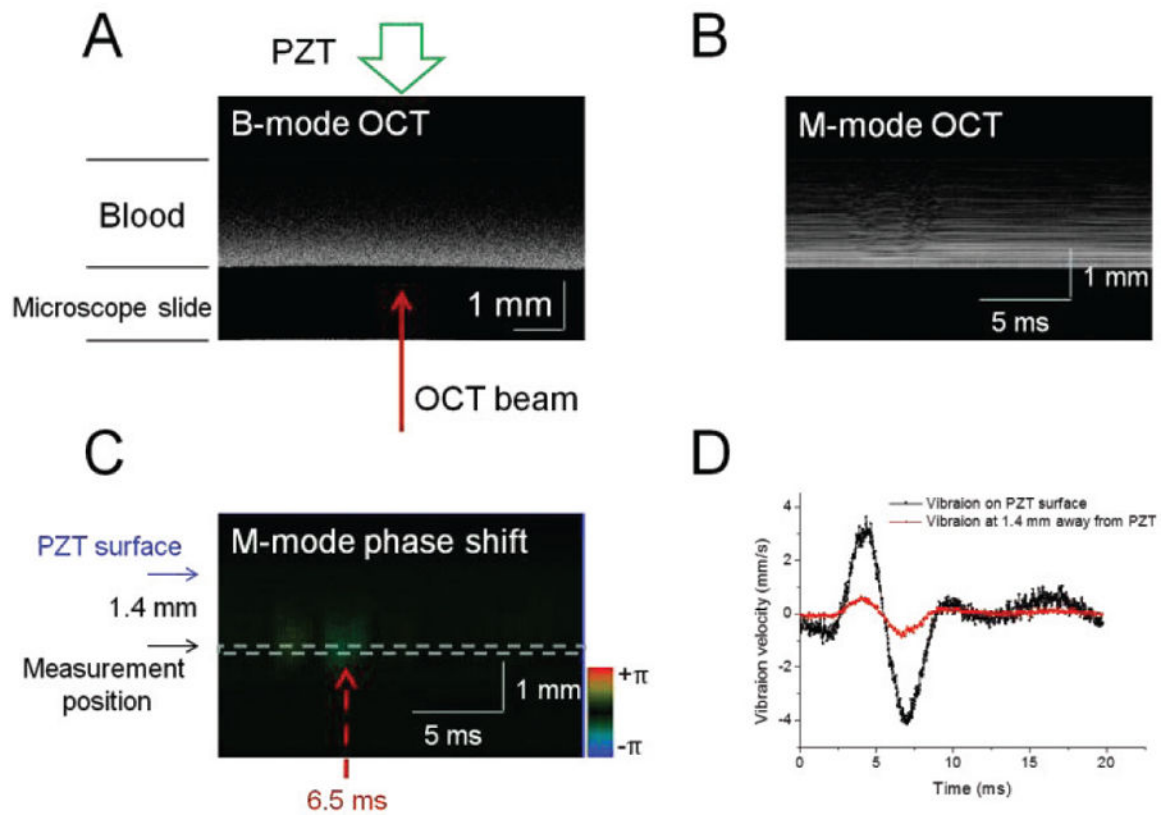 A
PZT
B-mode OCT
Blood
Microscope slide
1 mm
OCT beam
B
M-mode OCT
1 mm
5 ms
C
M-mode phase shift
PZT surface
1.4 mm
Measurement
position
1 mm
5 ms
+π
-π
6.5 ms
D
Vibraion on PZT surface
Vibraion at 1.4 mm away from PZT
Vibraion velocity (mm/s)
4
2
0
-2
-4
0
5
10
15
20
Time (ms)